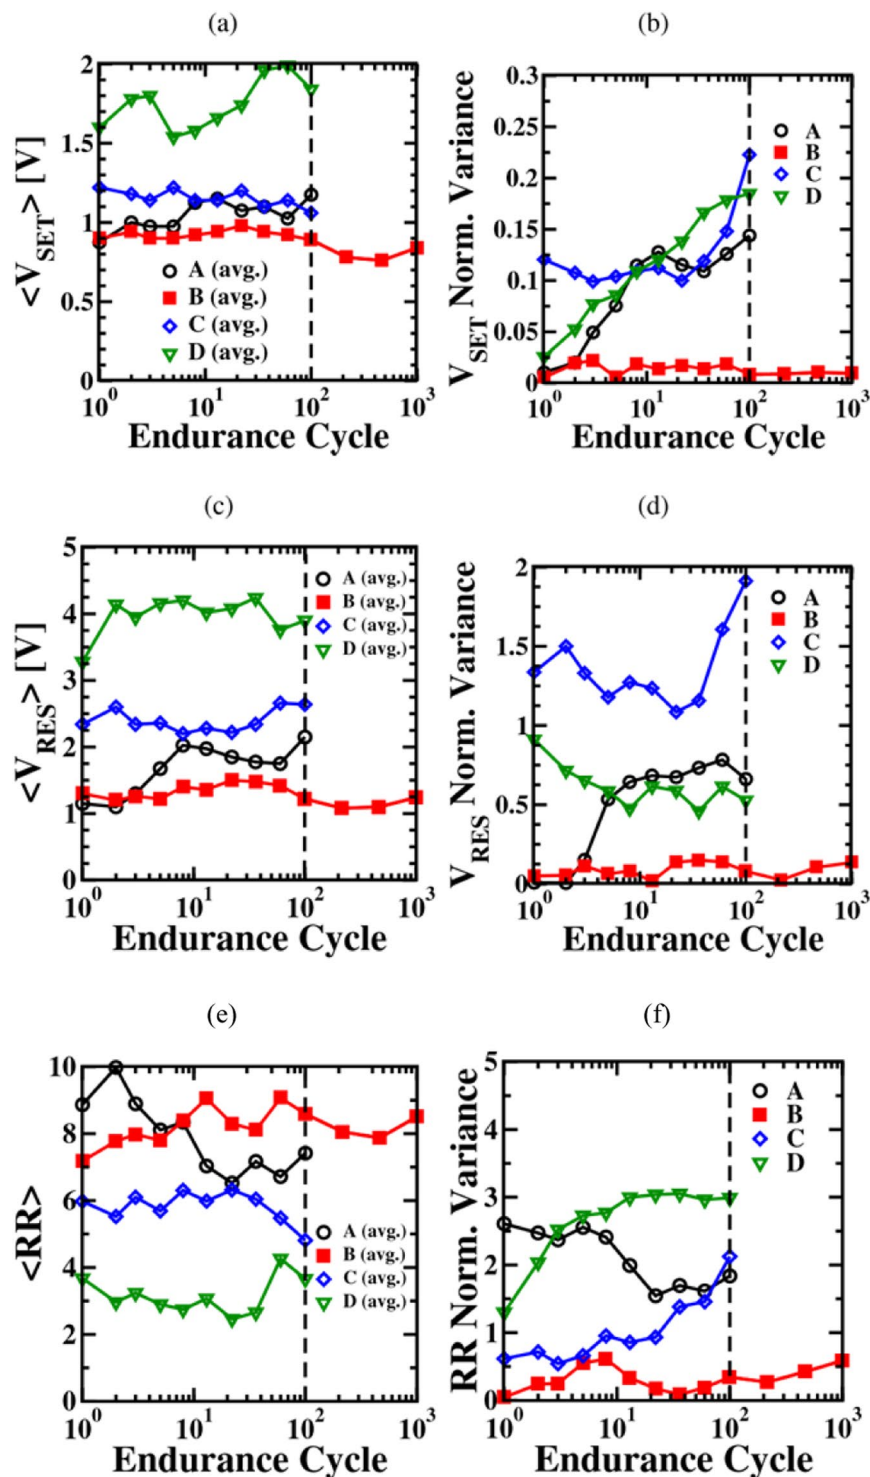 (a)
2
1.5
1
0.5
0
<V_SET> [V]
A (avg.)
B (avg.)
C (avg.)
D (avg.)
10^0 10^1 10^2 10^3
Endurance Cycle
(b)
0.3
0.25
0.2
0.15
0.1
0.05
0
V_SET Norm. Variance
A
B
C
D
10^0 10^1 10^2 10^3
Endurance Cycle
(c)
5
4
3
2
1
0
<V_RES> [V]
A (avg.)
B (avg.)
C (avg.)
D (avg.)
10^0 10^1 10^2 10^3
Endurance Cycle
(d)
2
1.5
1
0.5
0
V_RES Norm. Variance
A
B
C
D
10^0 10^1 10^2 10^3
Endurance Cycle
(e)
10
8
6
4
2
0
<RR>
A (avg.)
B (avg.)
C (avg.)
D (avg.)
10^0 10^1 10^2 10^3
Endurance Cycle
(f)
5
4
3
2
1
0
RR Norm. Variance
A
B
C
D
10^0 10^1 10^2 10^3
Endurance Cycle